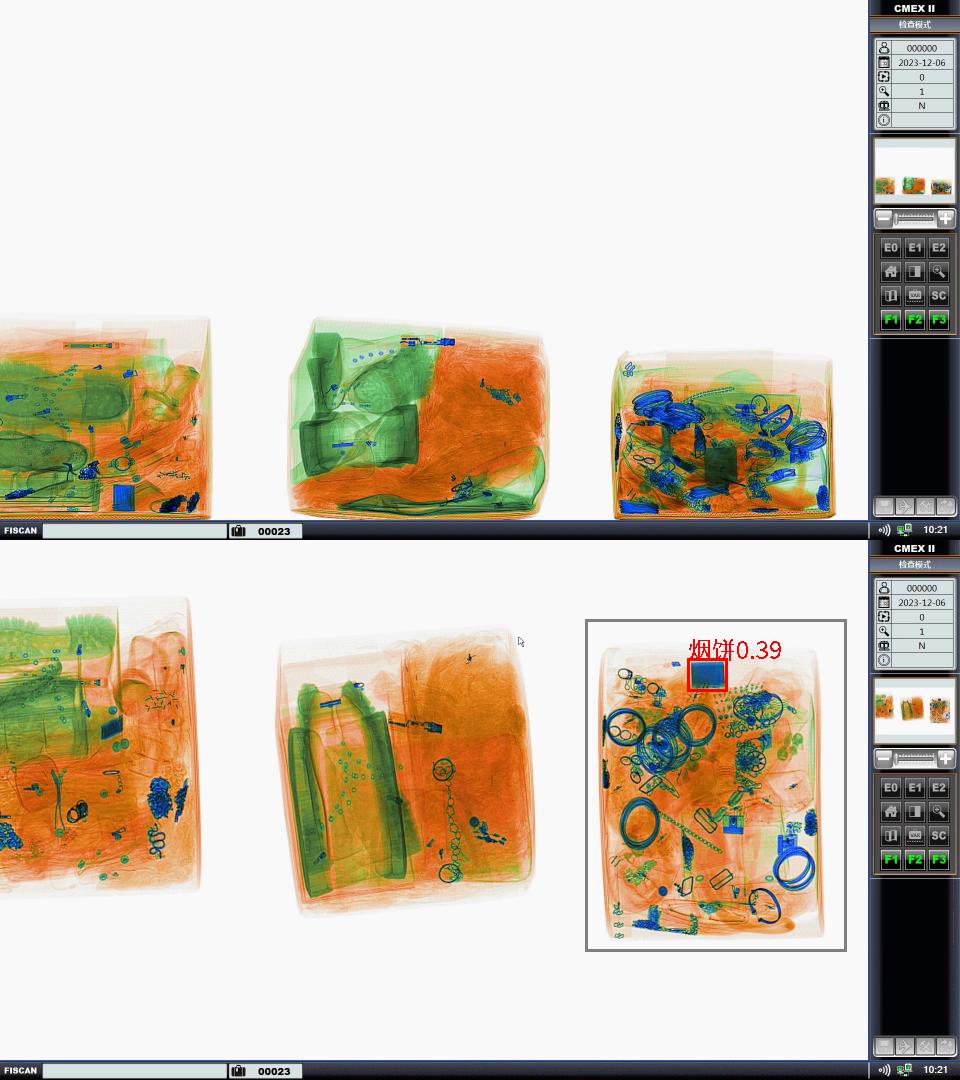 CMEX II
检查模式
000000
2023-12-06
0
1
N
E0 E1 E2
VAR SC
F1 F2 F3
FISCAN 00023 10:21
CMEX II
检查模式
000000
2023-12-06
0
1
N
烟饼0.39
E0 E1 E2
VAR SC
F1 F2 F3
FISCAN 00023 10:21